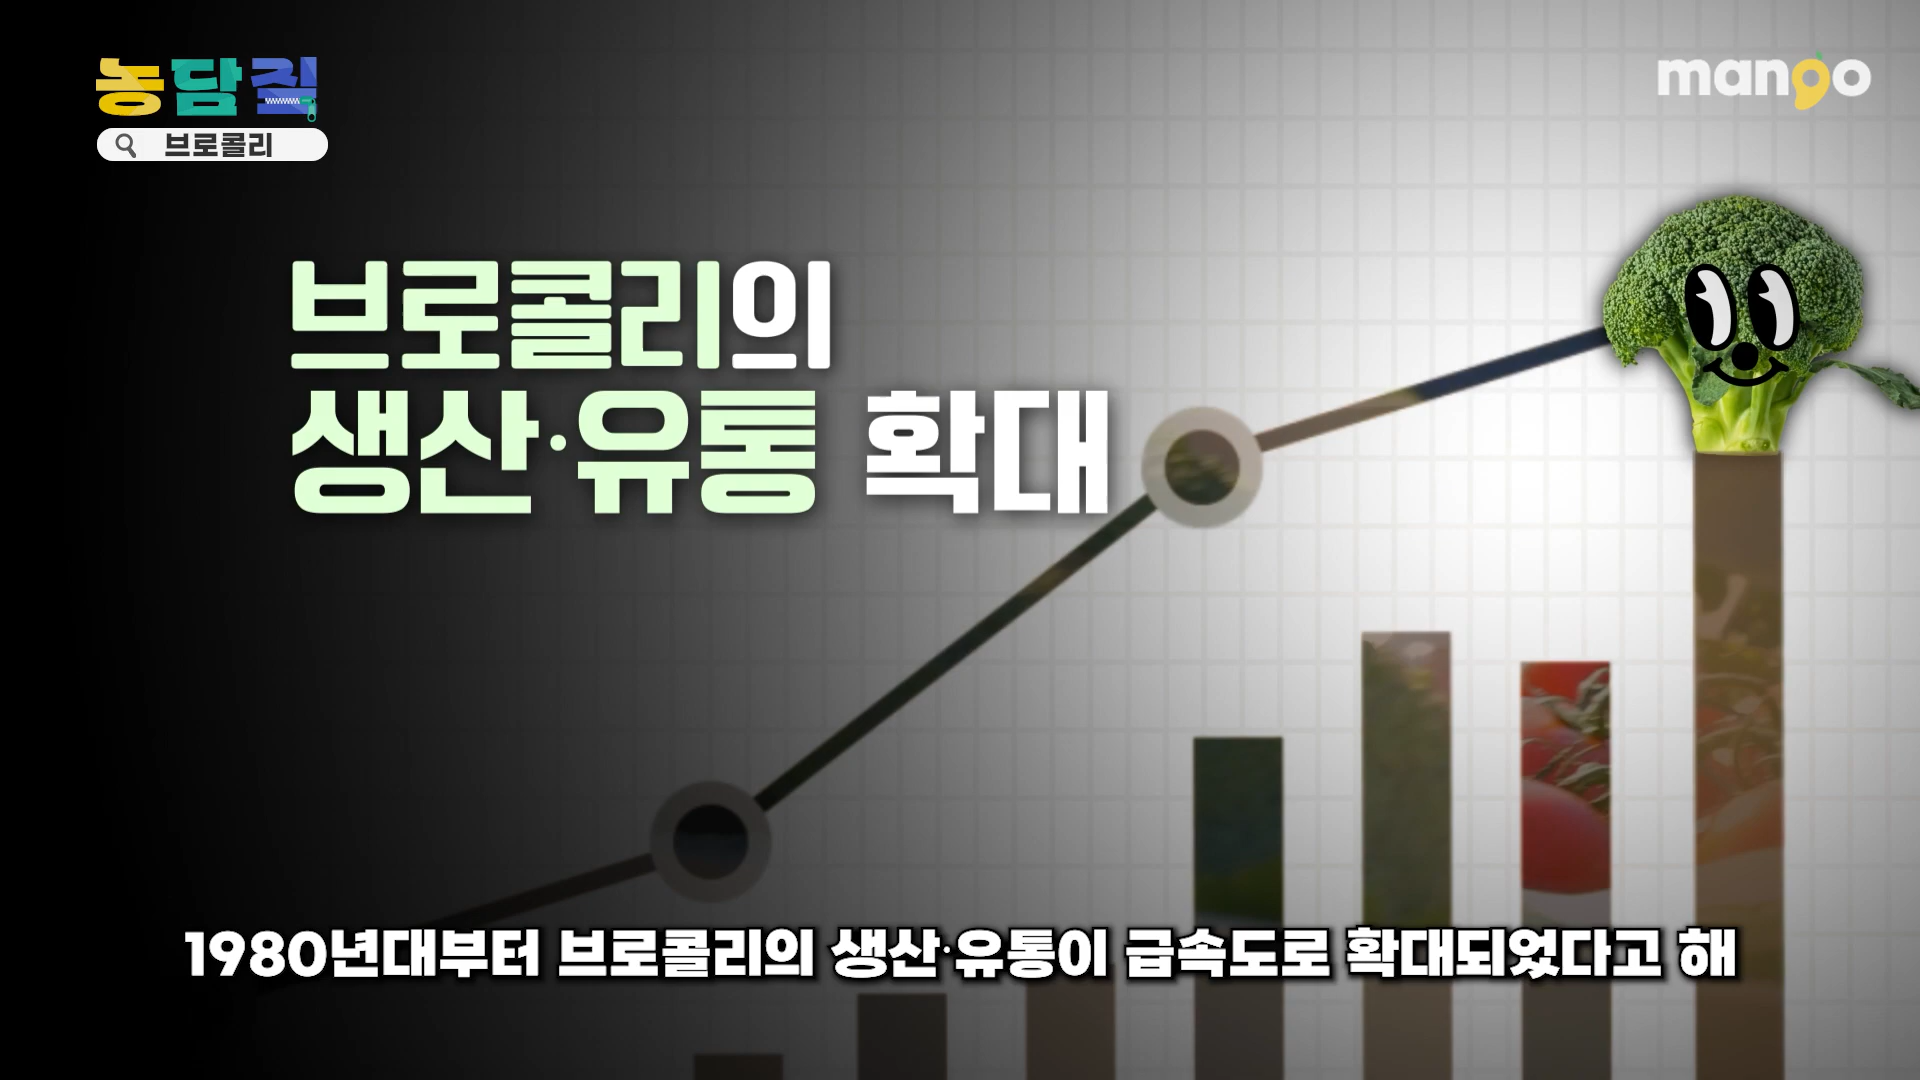 농담직
브로콜리
mango
브로콜리의
생산·유통 확대
1980년대부터 브로콜리의 생산·유통이 급속도로 확대되었다고 해